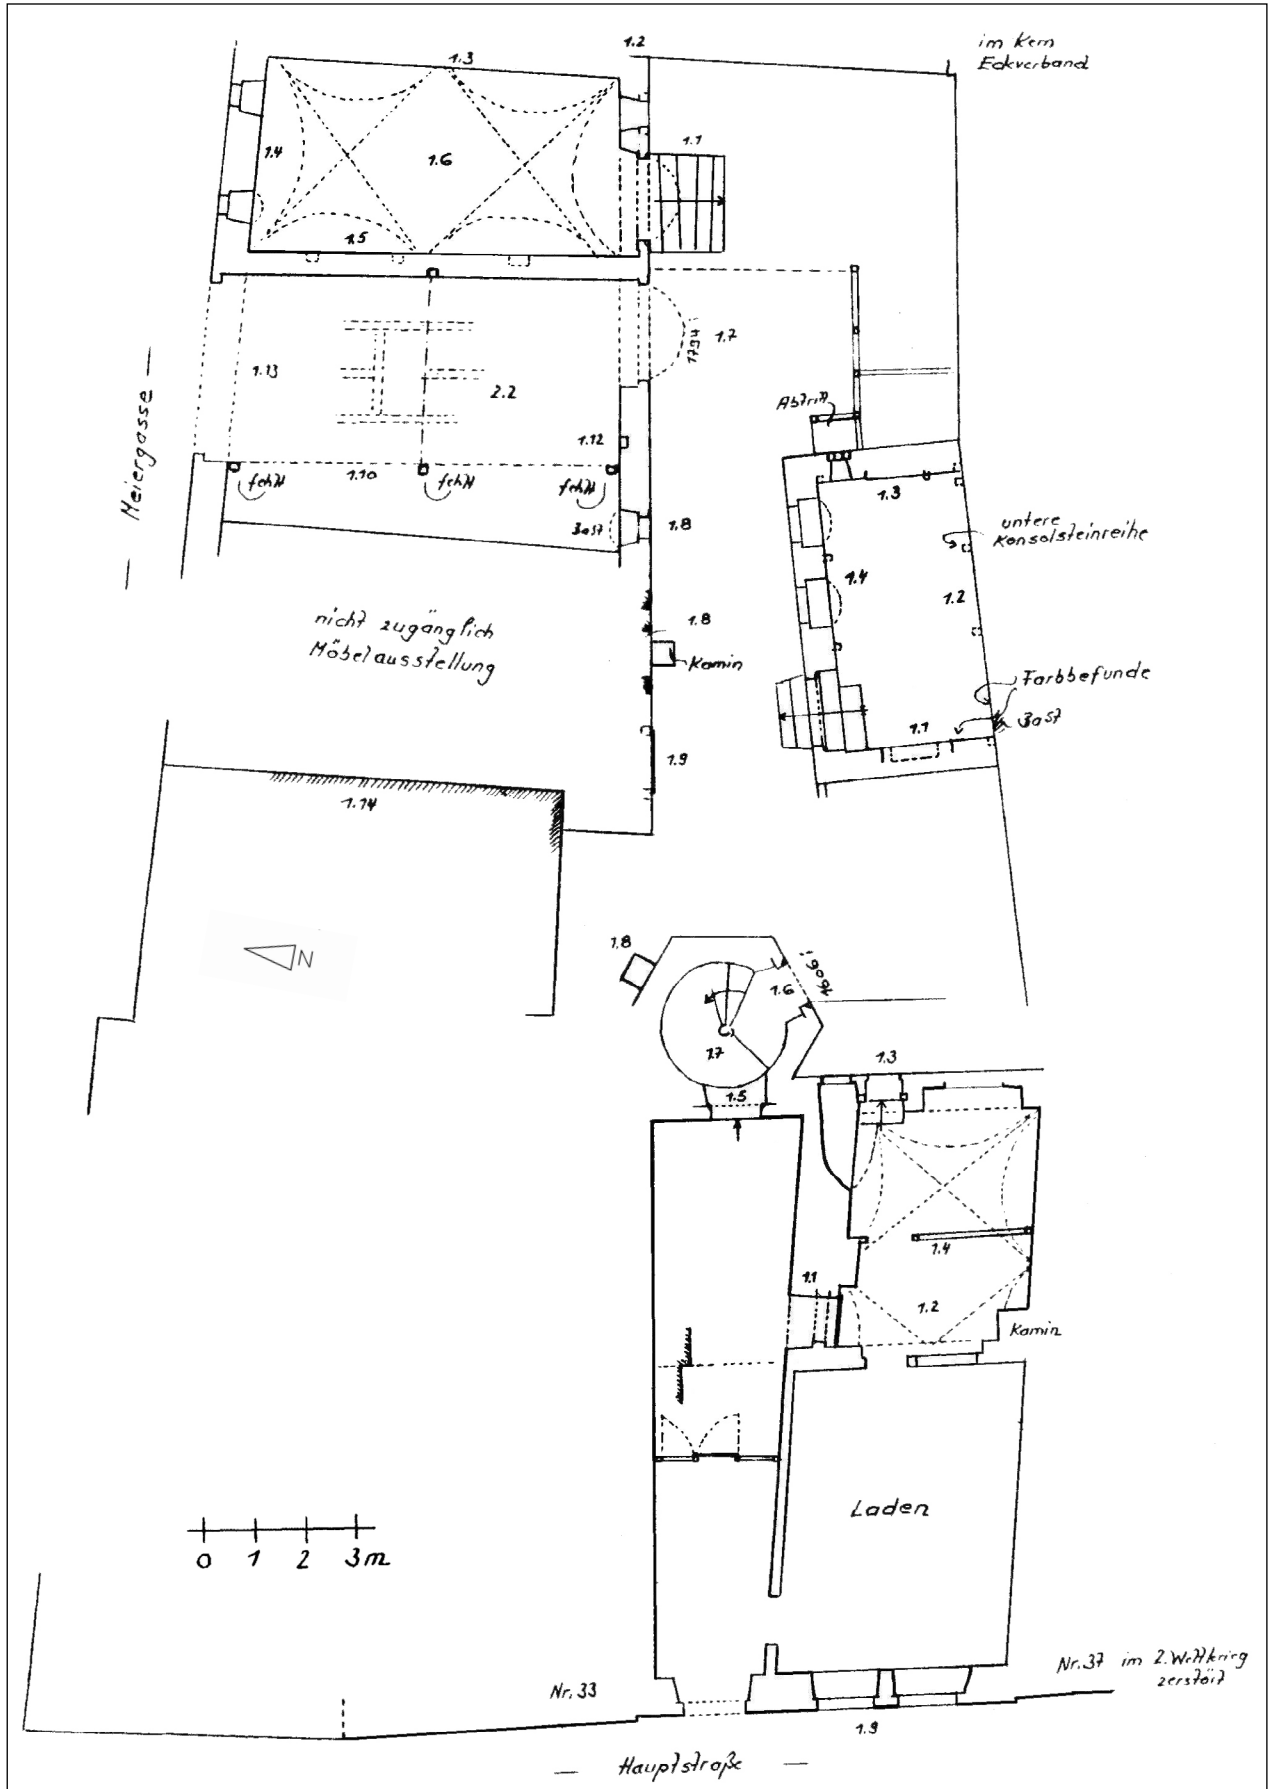 im Kern
Eckverband
1.2
1.3
1.1
1.4
1.6
1.5
1.7
1.13
2.2
Abtritt
1.12
1.10
fehlt
fehlt
fehlt
1.3
Bast
1.8
untere
Konsolsteinreihe
Meiergasse
1.4
1.2
nicht zugänglich
Möbelausstellung
1.8
Kamin
Farbbefunde
Bast
1.1
1.9
1.14
N
1.8
1.6
1.7
1.3
1.5
1.4
1.1
1.2
Kamin
Laden
0 1 2 3m
Nr. 33
Nr. 37 im 2. Weltkrieg
zerstört
1.9
Hauptstraße